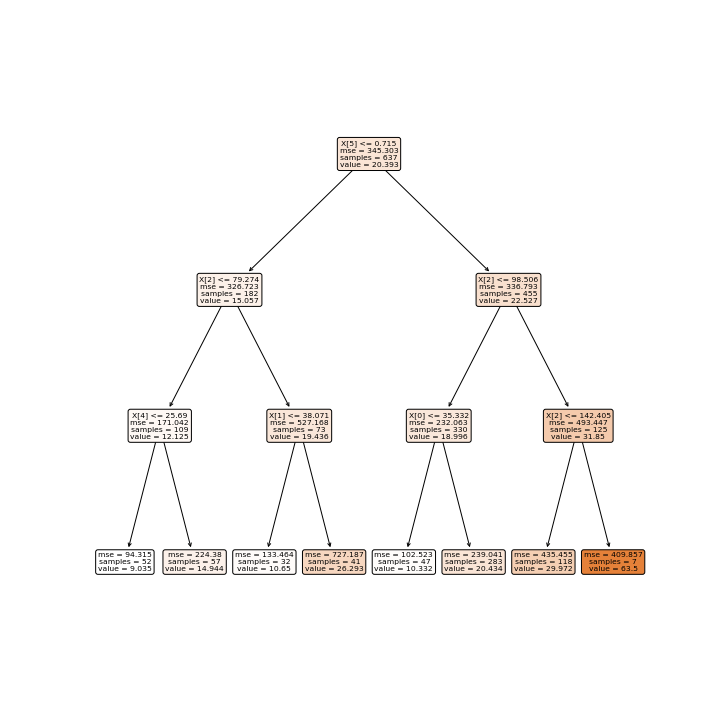 X[5] <= 0.715
mse = 345.303
samples = 637
value = 20.393
X[2] <= 79.274
mse = 326.723
samples = 182
value = 15.057
X[2] <= 98.506
mse = 336.793
samples = 455
value = 22.527
X[4] <= 25.69
mse = 171.042
samples = 109
value = 12.125
X[1] <= 38.071
mse = 527.168
samples = 73
value = 19.436
X[0] <= 35.332
mse = 232.063
samples = 330
value = 18.996
X[2] <= 142.405
mse = 493.447
samples = 125
value = 31.85
mse = 94.315
samples = 52
value = 9.035
mse = 224.38
samples = 57
value = 14.944
mse = 133.464
samples = 32
value = 10.65
mse = 727.187
samples = 41
value = 26.293
mse = 102.523
samples = 47
value = 10.332
mse = 239.041
samples = 283
value = 20.434
mse = 435.455
samples = 118
value = 29.972
mse = 409.857
samples = 7
value = 63.5